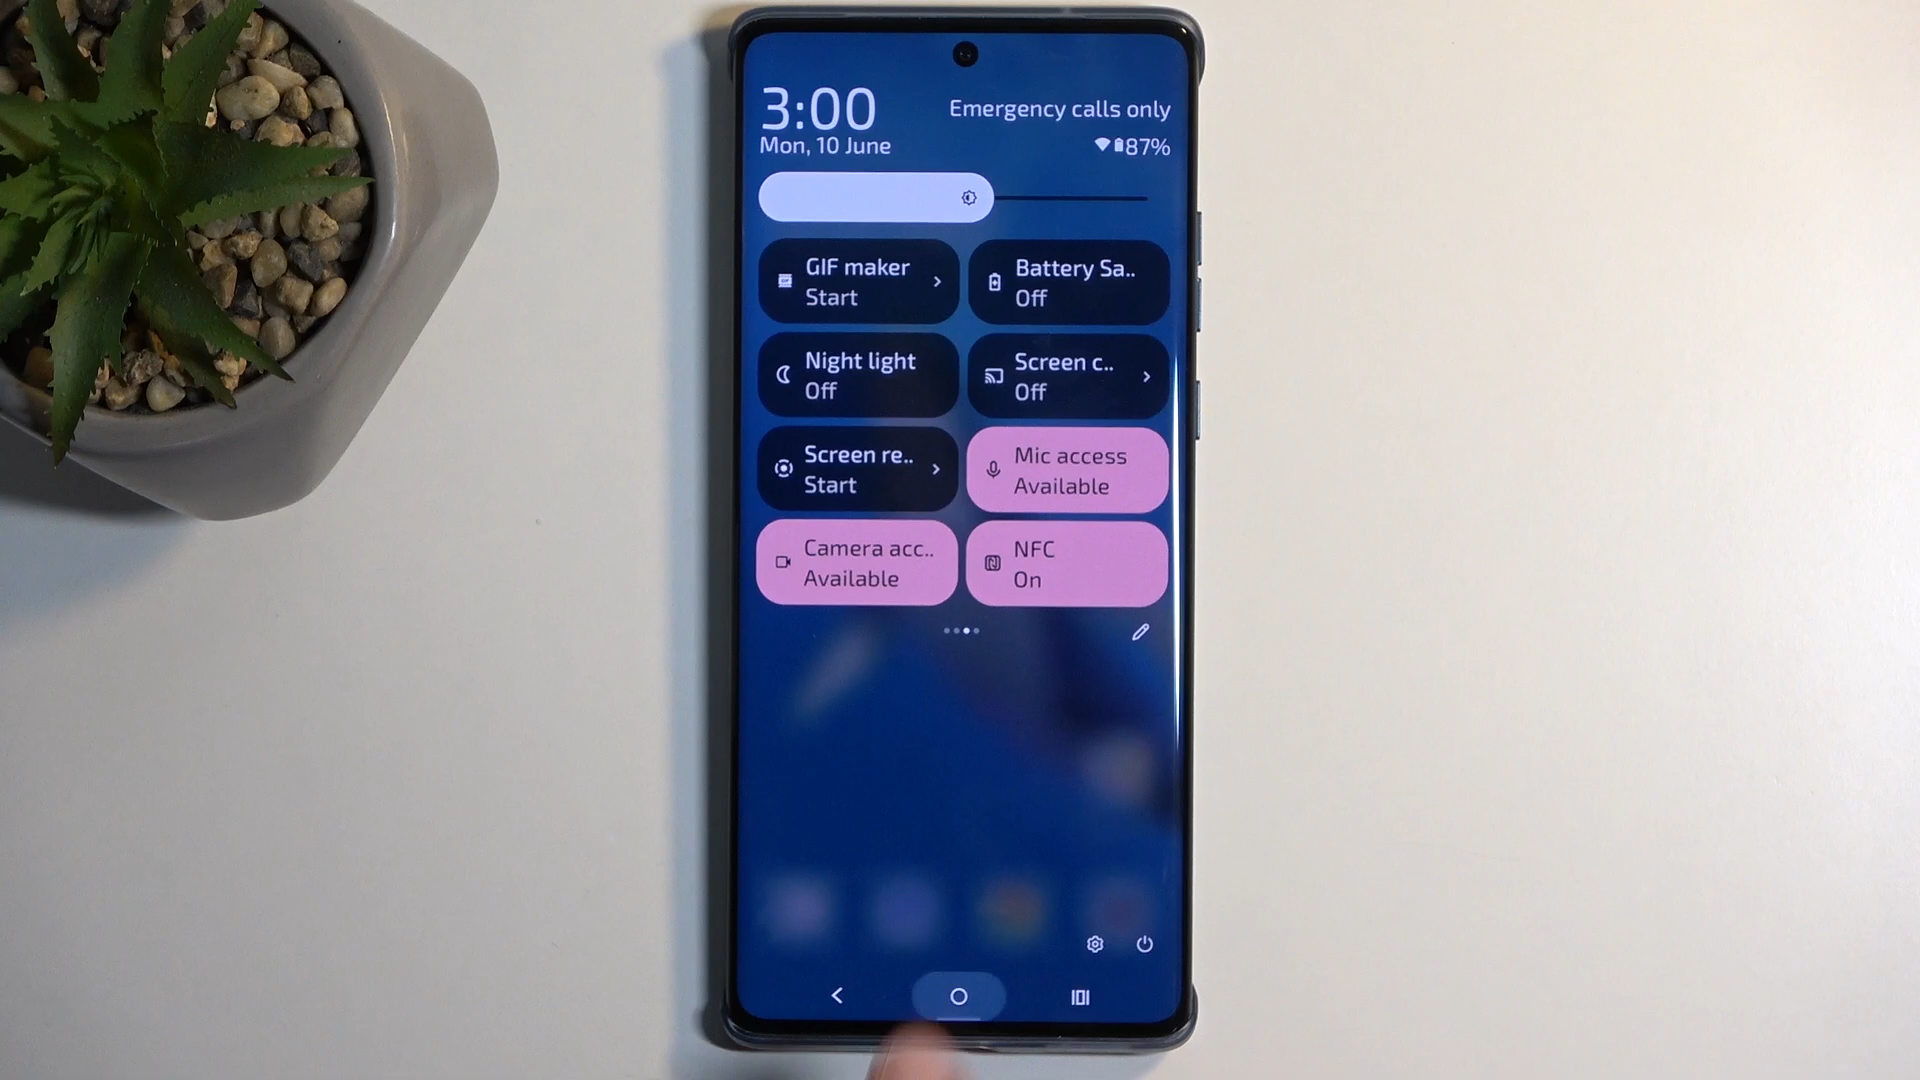 3:00
Emergency calls only
Mon, 10 June
87%
GIF maker
Start
Battery Sa..
Off
Night light
Off
Screen c..
Off
Screen re..
Start
Mic access
Available
Camera acc..
Available
NFC
On